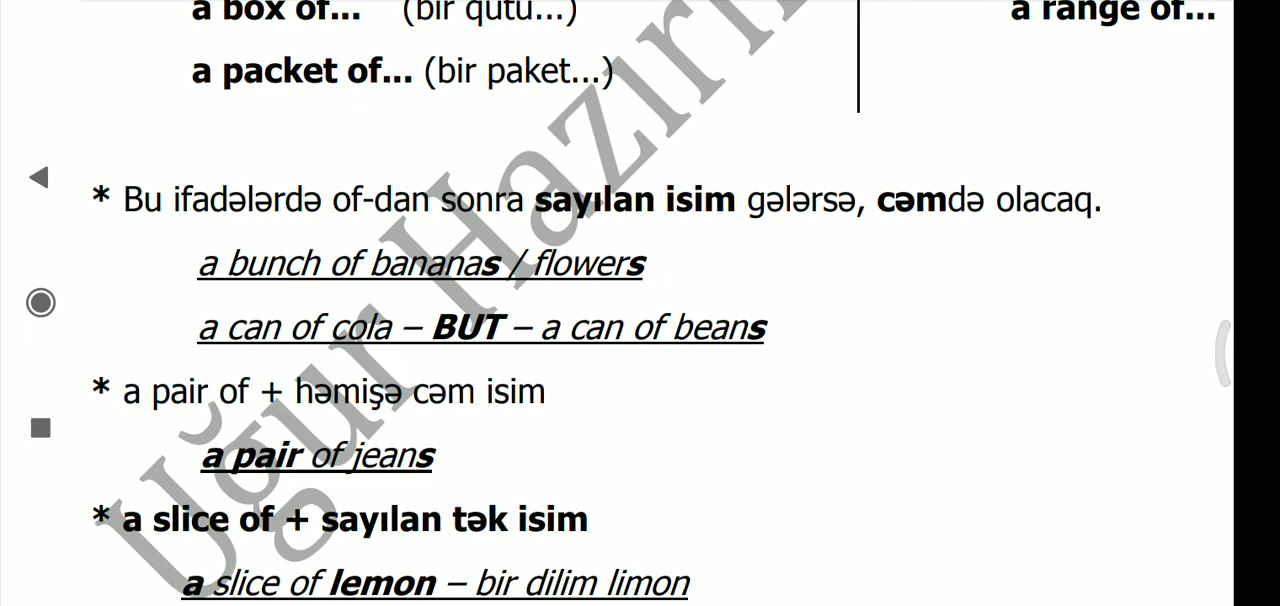 a box of... (bir qutu...) a range of...
a packet of... (bir paket...)
* Bu ifadələrdə of-dan sonra sayılan isim gələrsə, cəmdə olacaq.
a bunch of bananas / flowers
a can of cola – BUT – a can of beans
* a pair of + həmişə cəm isim
a pair of jeans
* a slice of + sayılan tək isim
a slice of lemon – bir dilim limon
Uğur